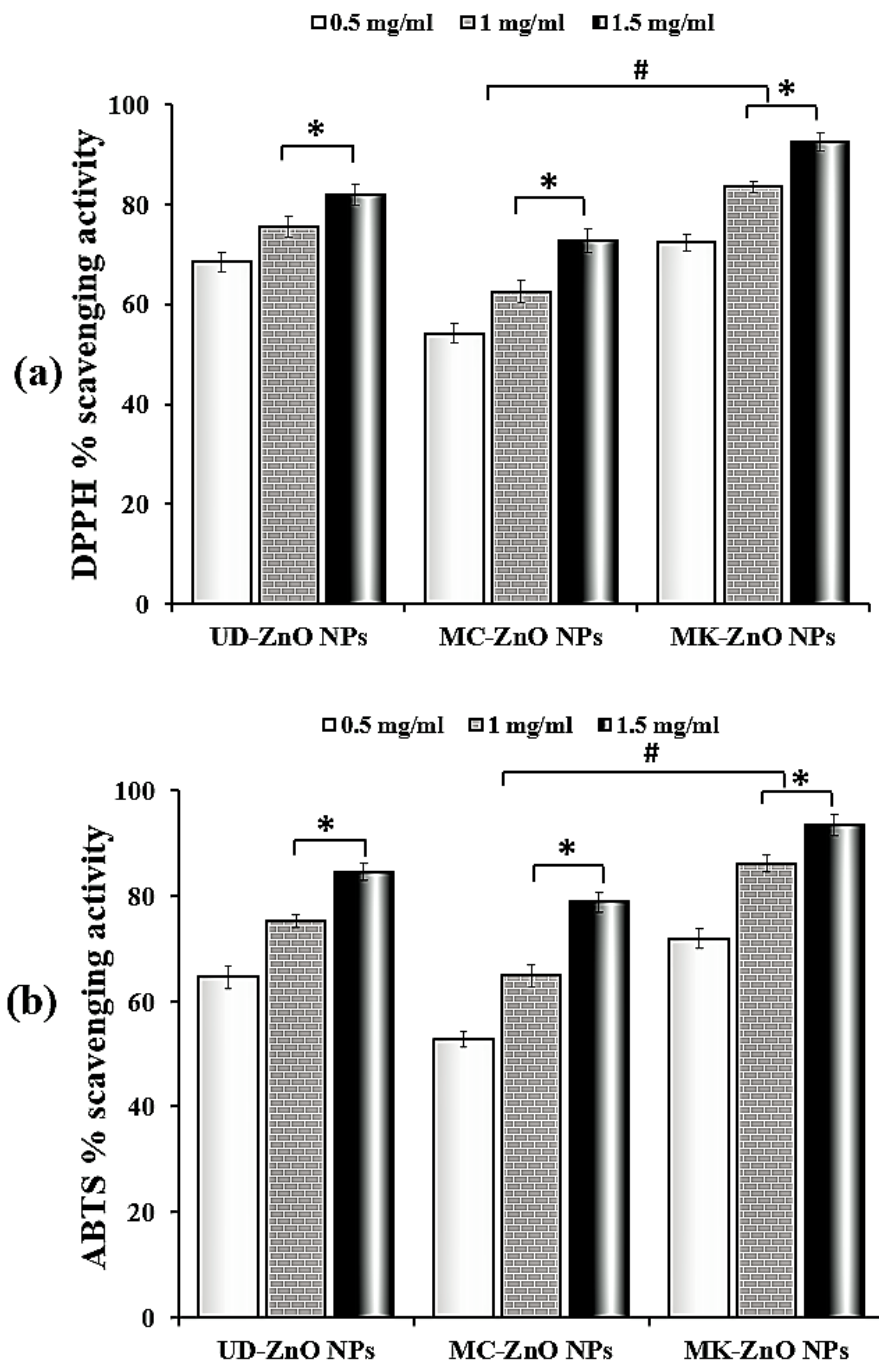 0.5 mg/ml 1 mg/ml 1.5 mg/ml
#
100
*
*
*
80
60
(a)
DPPH % scavenging activity
40
20
0
UD-ZnO NPs MC-ZnO NPs MK-ZnO NPs
0.5 mg/ml 1 mg/ml 1.5 mg/ml
#
100
*
*
*
80
60
(b)
ABTS % scavenging activity
40
20
0
UD-ZnO NPs MC-ZnO NPs MK-ZnO NPs